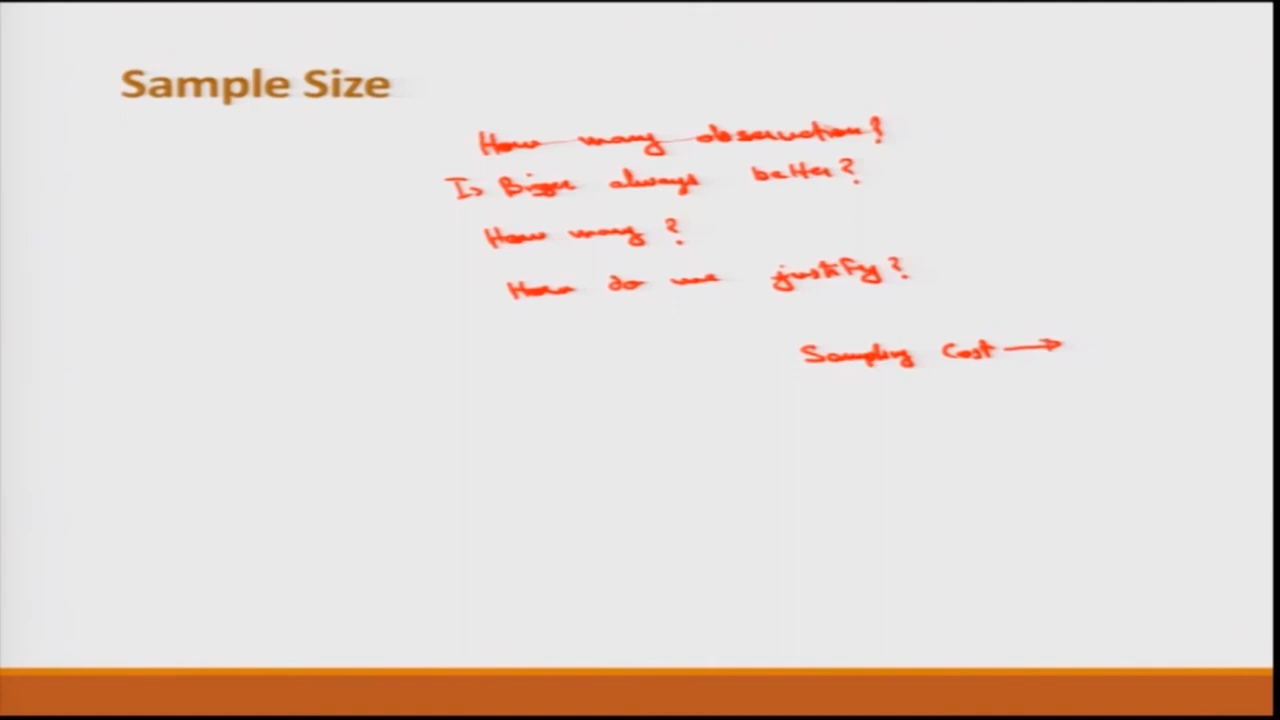 Sample Size
How many observation?
Is Bigger always better?
How many ?
How do we justify?
Sampling Cost →